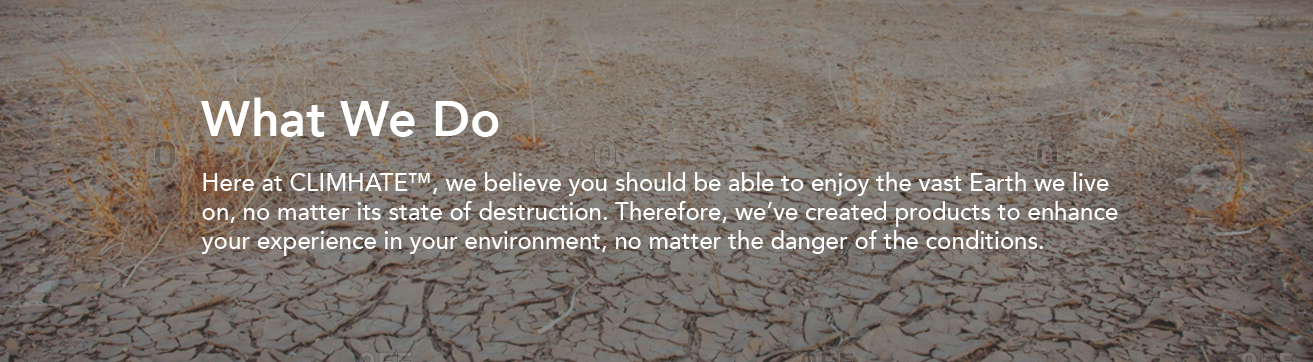 What We Do
Here at CLIMHATE™, we believe you should be able to enjoy the vast Earth we live
on, no matter its state of destruction. Therefore, we’ve created products to enhance
your experience in your environment, no matter the danger of the conditions.